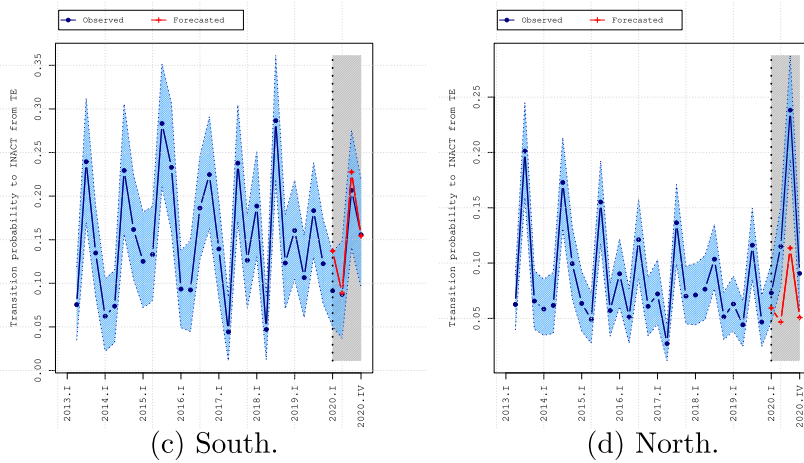 Observed Forecasted
Transition probability to INACT from TE
0.35
0.30
0.25
0.20
0.15
0.10
0.05
0.00
2013.I 2014.I 2015.I 2016.I 2017.I 2018.I 2019.I 2020.I 2020.IV
(c) South.
Observed Forecasted
Transition probability to INACT from TE
0.25
0.20
0.15
0.10
0.05
2013.I 2014.I 2015.I 2016.I 2017.I 2018.I 2019.I 2020.I 2020.IV
(d) North.